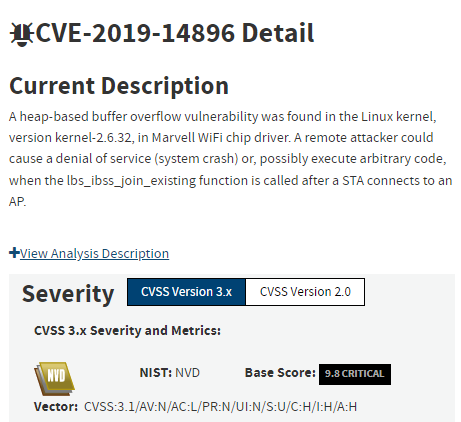 CVE-2019-14896 Detail
Current Description
A heap-based buffer overflow vulnerability was found in the Linux kernel,
version kernel-2.6.32, in Marvell WiFi chip driver. A remote attacker could
cause a denial of service (system crash) or, possibly execute arbitrary code,
when the lbs_ibss_join_existing function is called after a STA connects to an
AP.
+View Analysis Description
Severity CVSS Version 3.x CVSS Version 2.0
CVSS 3.x Severity and Metrics:
NVD NIST: NVD Base Score: 9.8 CRITICAL
Vector: CVSS:3.1/AV:N/AC:L/PR:N/UI:N/S:U/C:H/I:H/A:H